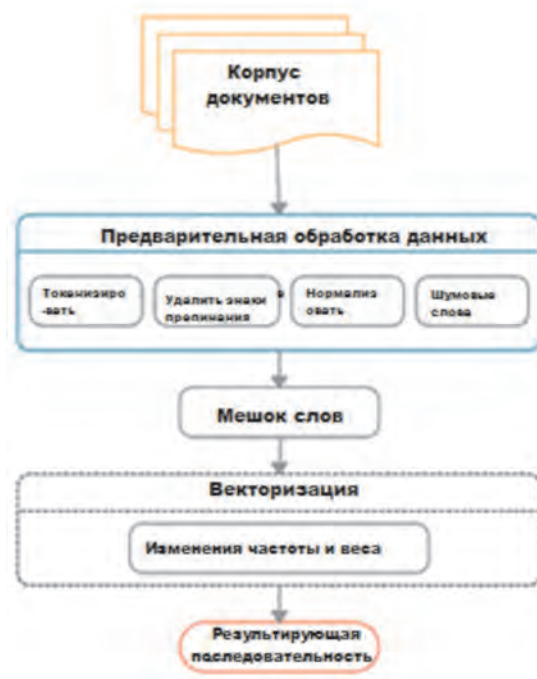 Корпус
документов
Предварительная обработка данных
Токанизиро
-вать
Удалить знаки
препинания
в
Нормализ
овать
Шумовые
слова
Мешок слов
Векторизация
Изменения частоты и веса
Результирующая
последовательность